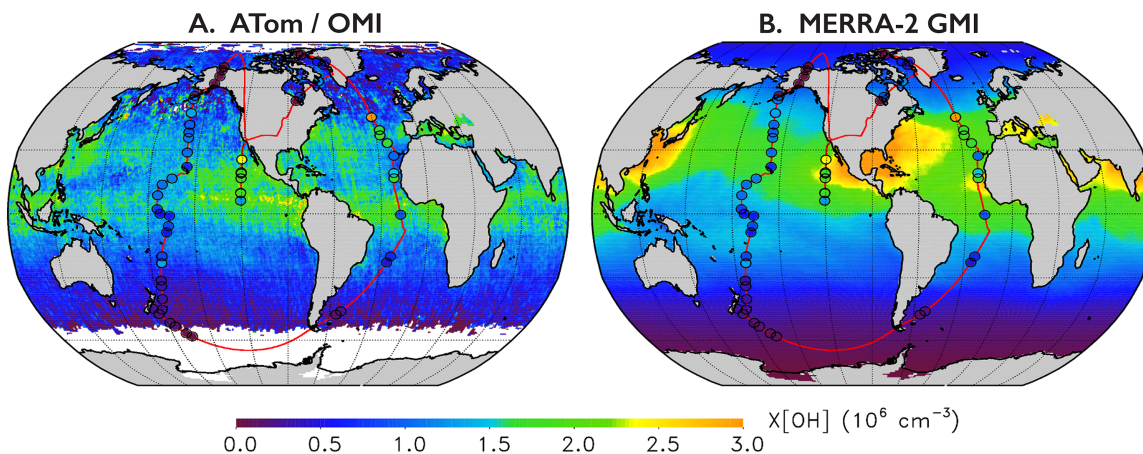 A. ATom / OMI
B. MERRA-2 GMI
0.0 0.5 1.0 1.5 2.0 2.5 3.0
X[OH] (10⁶ cm⁻³)